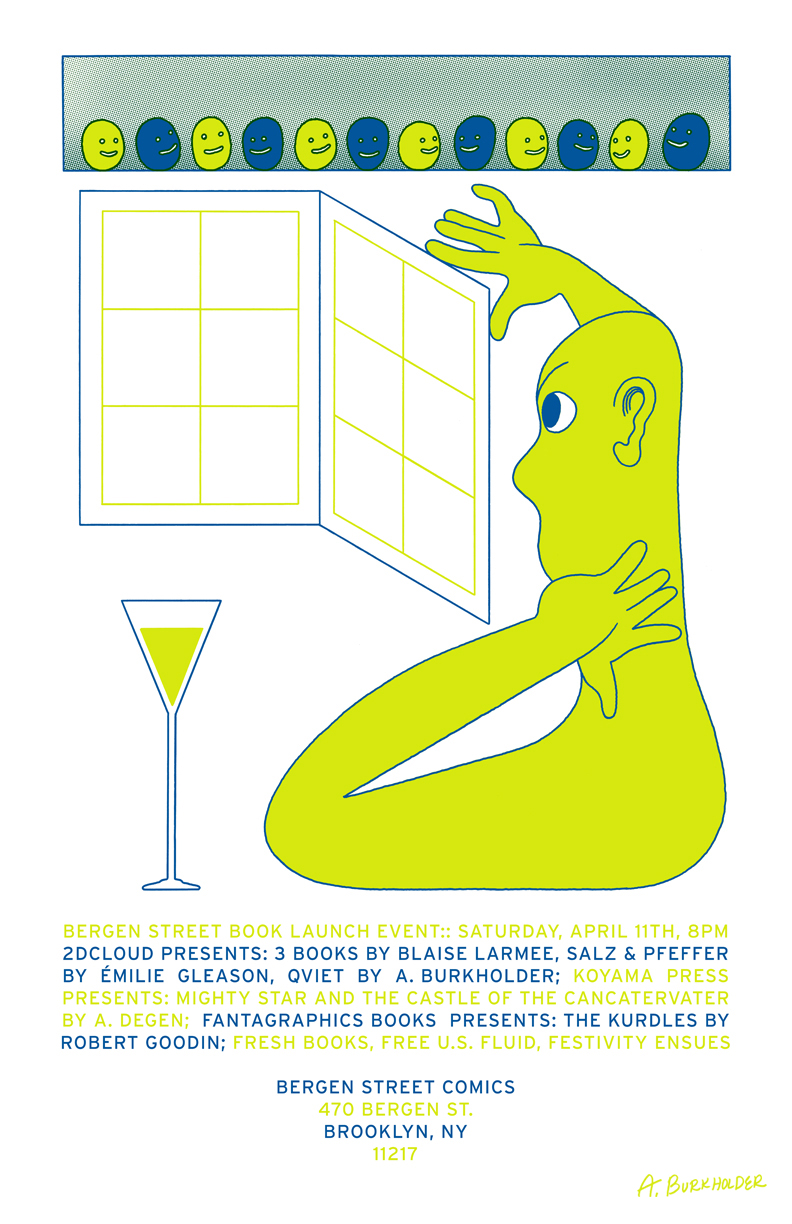 BERGEN STREET BOOK LAUNCH EVENT:: SATURDAY, APRIL 11TH, 8PM
2DCLOUD PRESENTS: 3 BOOKS BY BLAISE LARMEE, SALZ & PFEFFER
BY ÉMILIE GLEASON, QVIET BY A. BURKHOLDER; KOYAMA PRESS
PRESENTS: MIGHTY STAR AND THE CASTLE OF THE CANCATERVATER
BY A. DEGEN; FANTAGRAPHICS BOOKS PRESENTS: THE KURDLES BY
ROBERT GOODIN; FRESH BOOKS, FREE U.S. FLUID, FESTIVITY ENSUES
BERGEN STREET COMICS
470 BERGEN ST.
BROOKLYN, NY
11217
A. BURKHOLDER